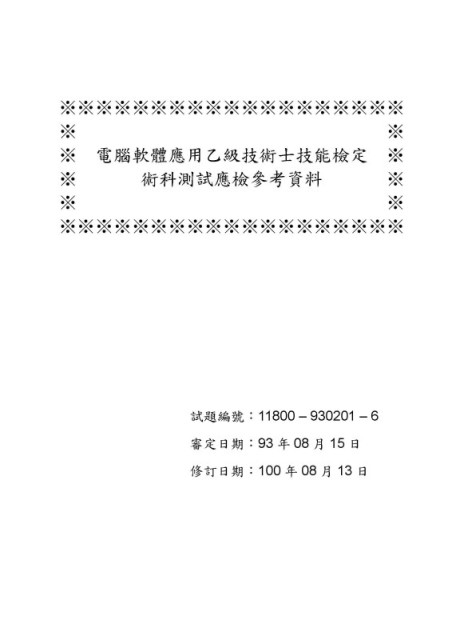 ※※※※※※※※※※※※※※※※※※※
※ ※
※ 電腦軟體應用乙級技術士技能檢定 ※
※ 術科測試應檢參考資料 ※
※ ※
※※※※※※※※※※※※※※※※※※※
試題編號：11800－930201－6
審定日期：93 年 08 月 15 日
修訂日期：100 年 08 月 13 日